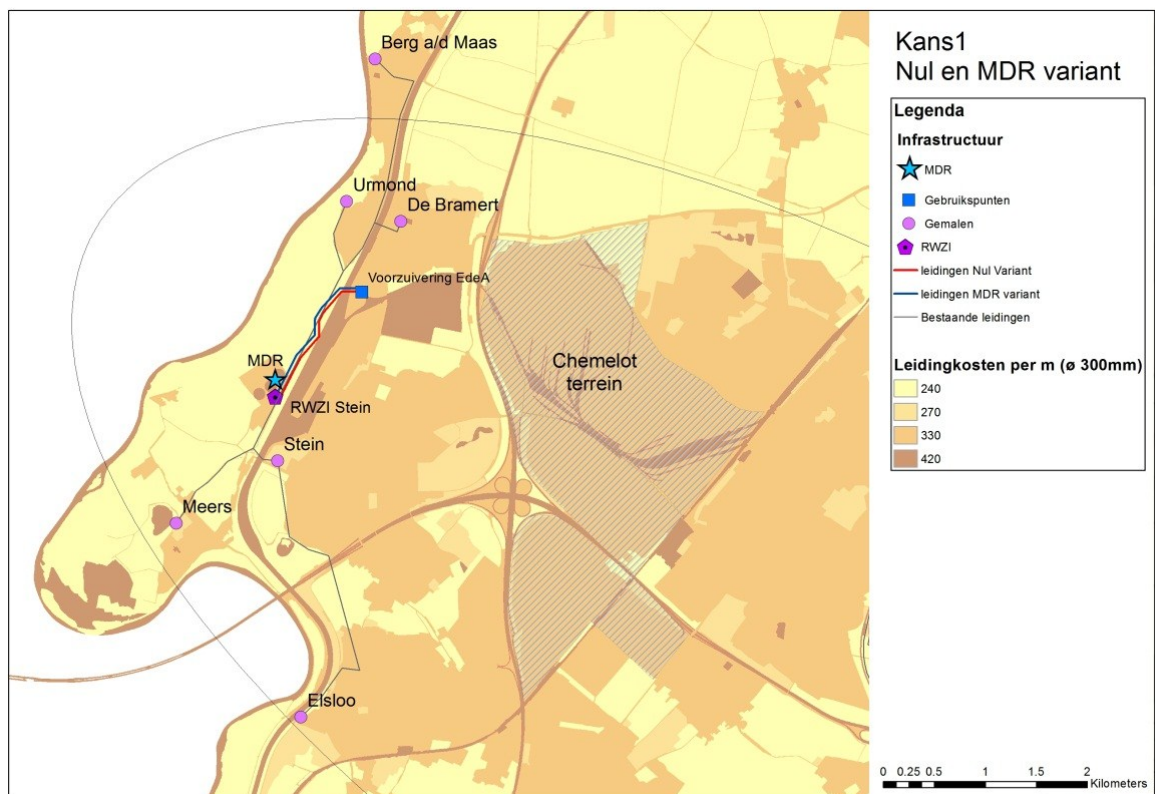 Berg a/d Maas
Urmond
De Bramert
Voorzuivering EdeA
MDR
RWZI Stein
Stein
Meers
Elsloo
Chemelot
terrein
Kans1
Nul en MDR variant
Legenda
Infrastructuur
MDR
Gebruikspunten
Gemalen
RWZI
leidingen Nul Variant
leidingen MDR variant
Bestaande leidingen
Leidingkosten per m (ø 300mm)
240
270
330
420
0 0.25 0.5 1 1.5 2
Kilometers